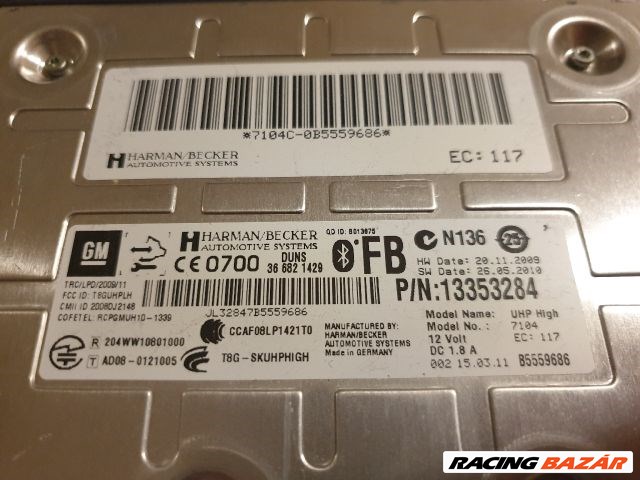 *7104C-0B5559686*
HARMAN/BECKER
AUTOMOTIVE SYSTEMS
EC: 117
GM
HARMAN/BECKER
AUTOMOTIVE SYSTEMS
CE 0700 DUNS
36 682 1429
QD ID: B013675
FB
N136
HW Date: 20.11.2009
SW Date: 26.05.2010
P/N:13353284
TRC/LPD/2009/11
FCC ID: T8GUHPLH
CMII ID: 2008DJ2148
COFETEL: RCPGMUH10-1339
JL32847B5559686
R 204WW10801000
T AD08-0121005
CCAF08LP1421T0
T8G-SKUHPHIGH
MANUFACTURED BY:
HARMAN/BECKER
AUTOMOTIVE SYSTEMS
Made in GERMANY
Model Name: UHP High
Model No.: 7104
12 Volt EC: 117
DC 1.8 A
002 15.03.11 B5559686
RACING BAZÁR